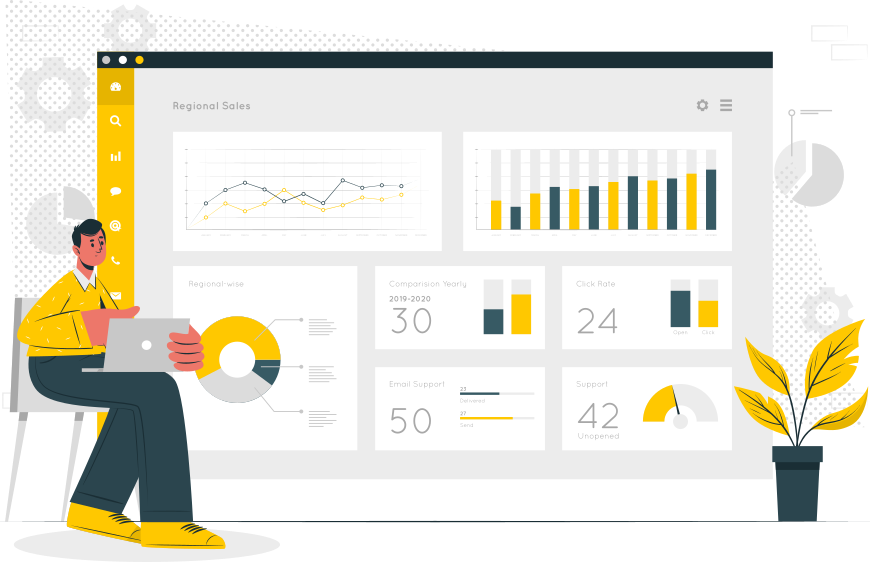 Regional Sales
Regional-wise
Comparision Yearly
2019-2020
30
Click Rate
24
Open
Click
Email Support
50
23
Delivered
27
Send
Support
42
Unopened